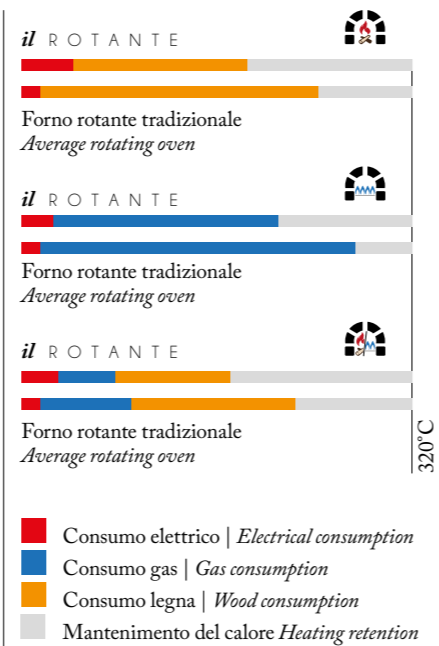 il ROTANTE
Forno rotante tradizionale
Average rotating oven
il ROTANTE
Forno rotante tradizionale
Average rotating oven
il ROTANTE
Forno rotante tradizionale
Average rotating oven
320°C
Consumo elettrico | Electrical consumption
Consumo gas | Gas consumption
Consumo legna | Wood consumption
Mantenimento del calore Heating retention